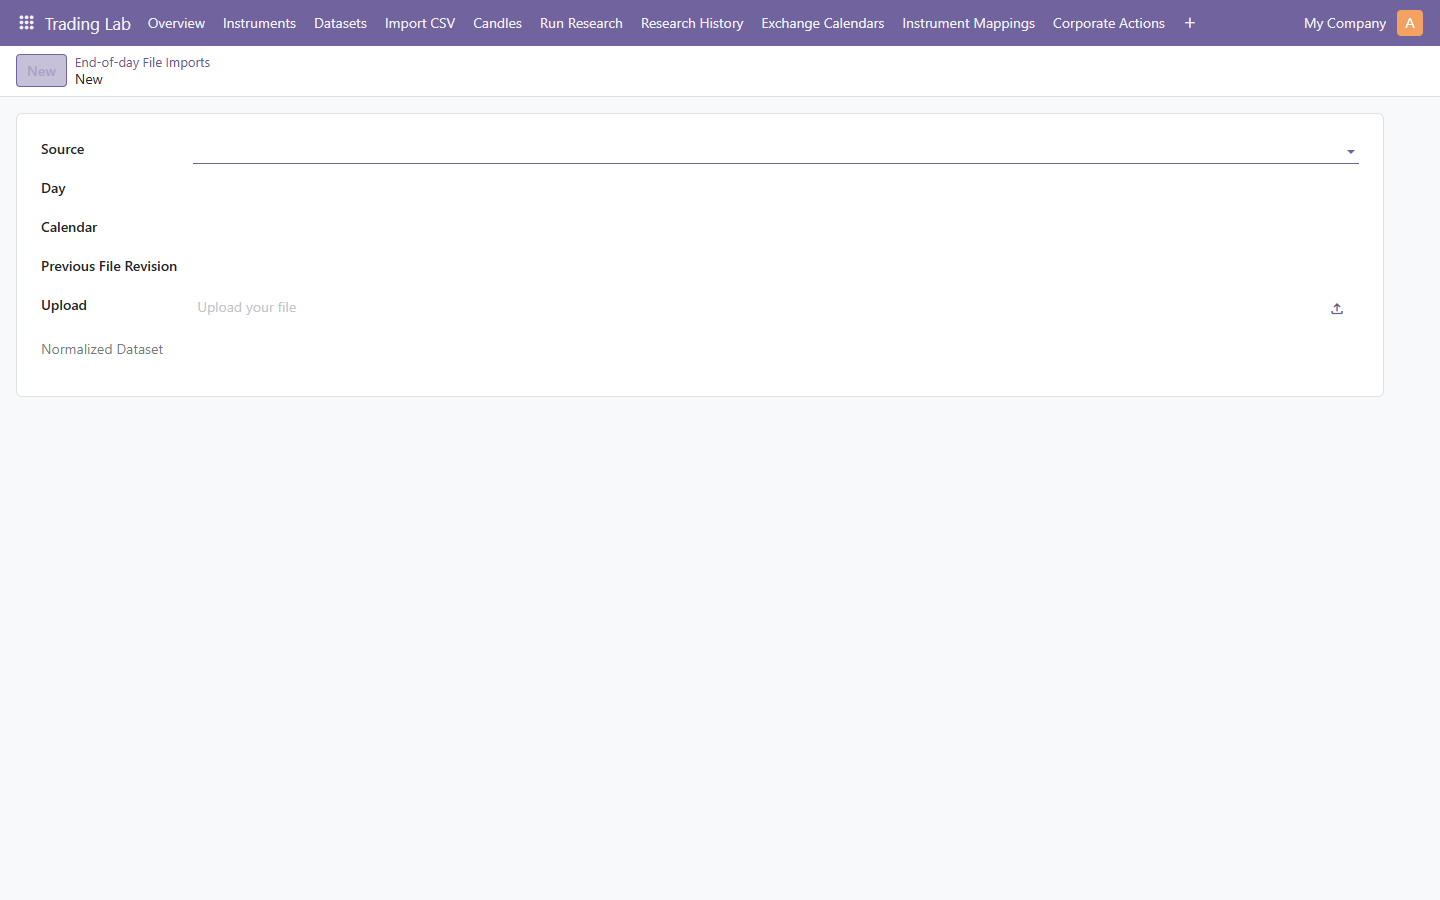 Trading Lab Overview Instruments Datasets Import CSV Candles Run Research Research History Exchange Calendars Instrument Mappings Corporate Actions + My Company A
New
End-of-day File Imports
New
Source
Day
Calendar
Previous File Revision
Upload Upload your file
Normalized Dataset